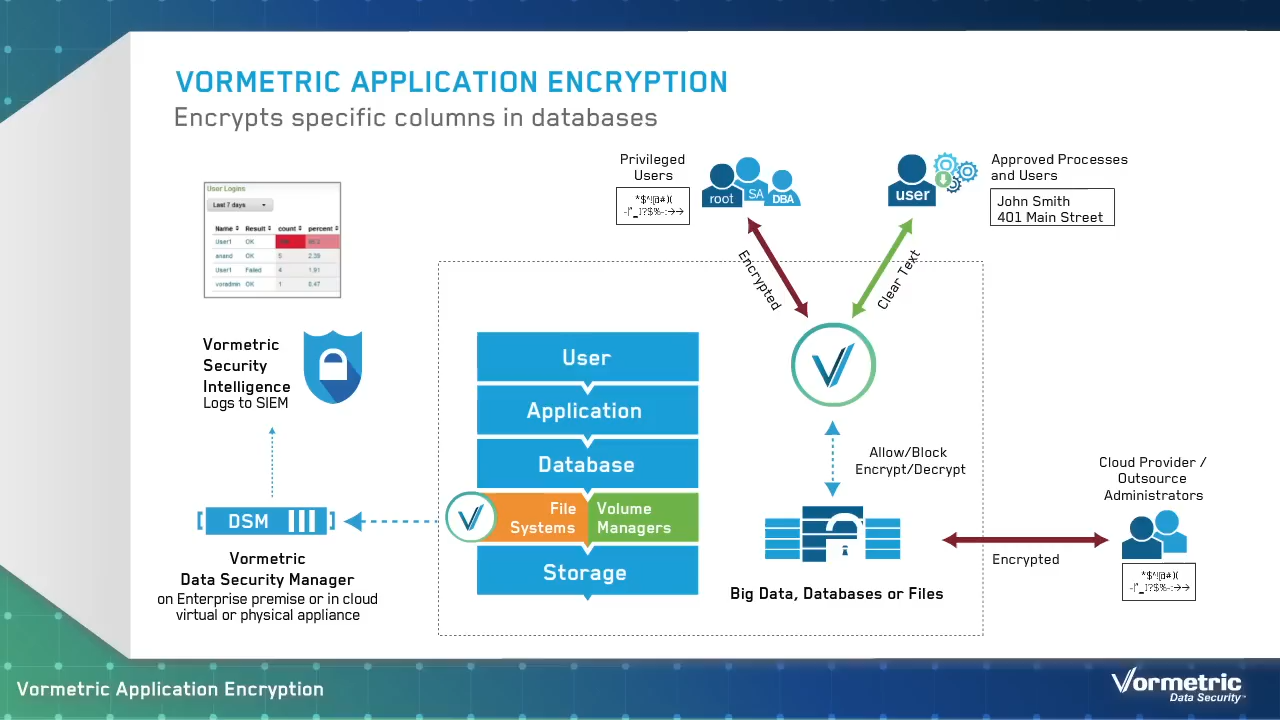 VORMETRIC APPLICATION ENCRYPTION
Encrypts specific columns in databases
Privileged
Users
*$^!@#)(
-|"_]?$%-:→→
root
SA
DBA
user
Approved Processes
and Users
John Smith
401 Main Street
User Logins
Last 7 days
Name Result count percent
User1 OK
anand OK 5 2.39
User1 Failed 4 1.91
voradmn OK 1 0.47
Encrypted
Clear Text
Vormetric
Security
Intelligence
Logs to SIEM
User
Application
Database
File
Systems
Volume
Managers
Storage
DSM
Vormetric
Data Security Manager
on Enterprise premise or in cloud
virtual or physical appliance
Allow/Block
Encrypt/Decrypt
Big Data, Databases or Files
Encrypted
Cloud Provider /
Outsource
Administrators
*$^!@#)(
-|"_]?$%-:→→
Vormetric Application Encryption
Vormetric
Data Security™